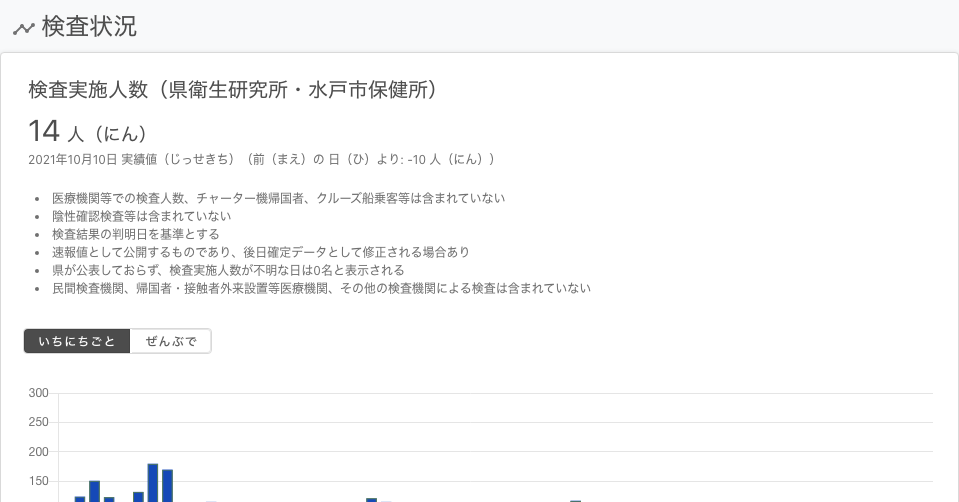 検査状況
検査実施人数（県衛生研究所・水戸市保健所）
14 人（にん）
2021年10月10日 実績値（じっせきち）（前（まえ）の 日（ひ）より: -10 人（にん））
医療機関等での検査人数、チャーター機帰国者、クルーズ船乗客等は含まれていない
陰性確認検査等は含まれていない
検査結果の判明日を基準とする
速報値として公開するものであり、後日確定データとして修正される場合あり
県が公表しておらず、検査実施人数が不明な日は0名と表示される
民間検査機関、帰国者・接触者外来設置等医療機関、その他の検査機関による検査は含まれていない
いちにちごと ぜんぶで
300
250
200
150